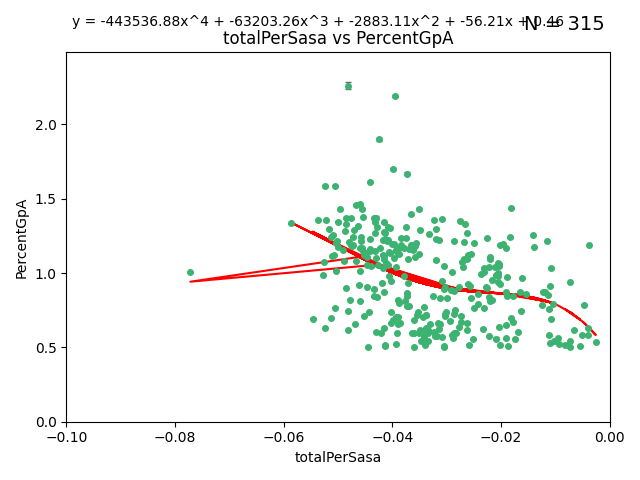 y = -443536.88x^4 + -63203.26x^3 + -2883.11x^2 + -56.21x + 0.46
N = 315
totalPerSasa vs PercentGpA
PercentGpA
2.0
1.5
1.0
0.5
0.0
−0.10 −0.08 −0.06 −0.04 −0.02 0.00
totalPerSasa